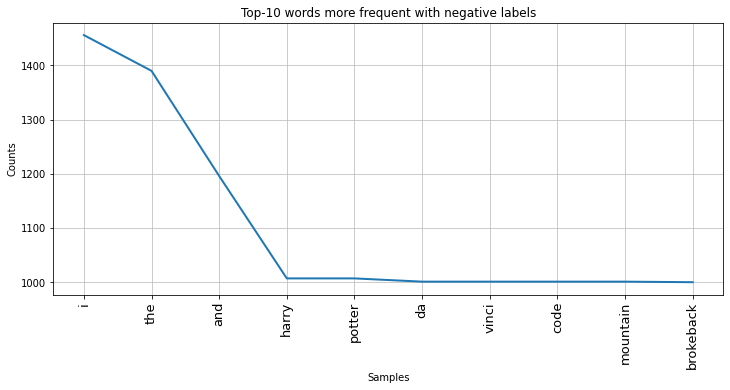 Top-10 words more frequent with negative labels
Counts
1400
1300
1200
1100
1000
i
the
and
harry
potter
da
vinci
code
mountain
brokeback
Samples